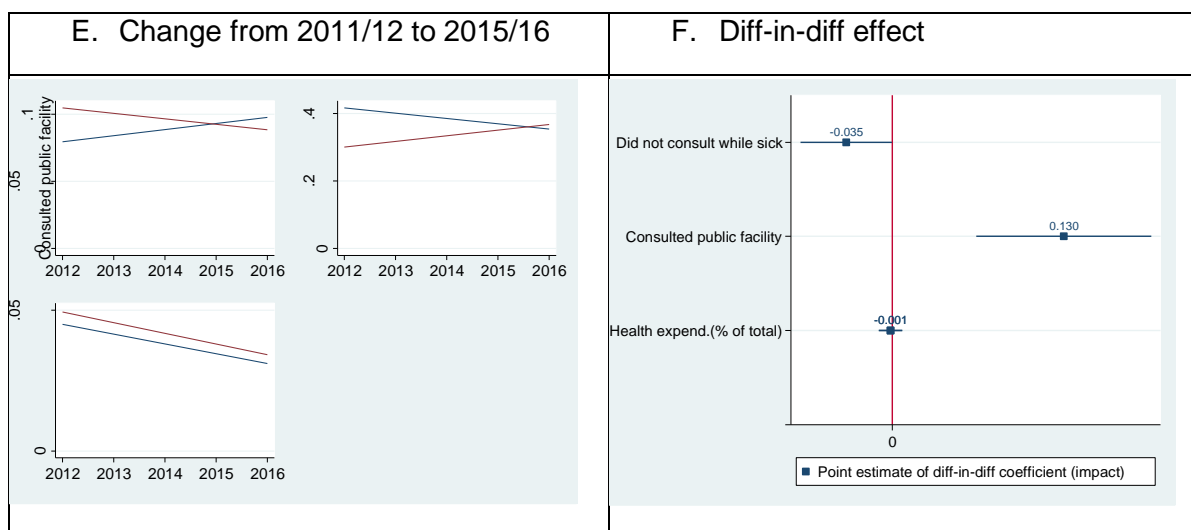 E. Change from 2011/12 to 2015/16
F. Diff-in-diff effect
Consulted public facility
.1
.05
0
2012 2013 2014 2015 2016
.4
.2
0
2012 2013 2014 2015 2016
.05
0
2012 2013 2014 2015 2016
Did not consult while sick
-0.035
Consulted public facility
0.130
Health expend.(% of total)
-0.001
0
Point estimate of diff-in-diff coefficient (impact)